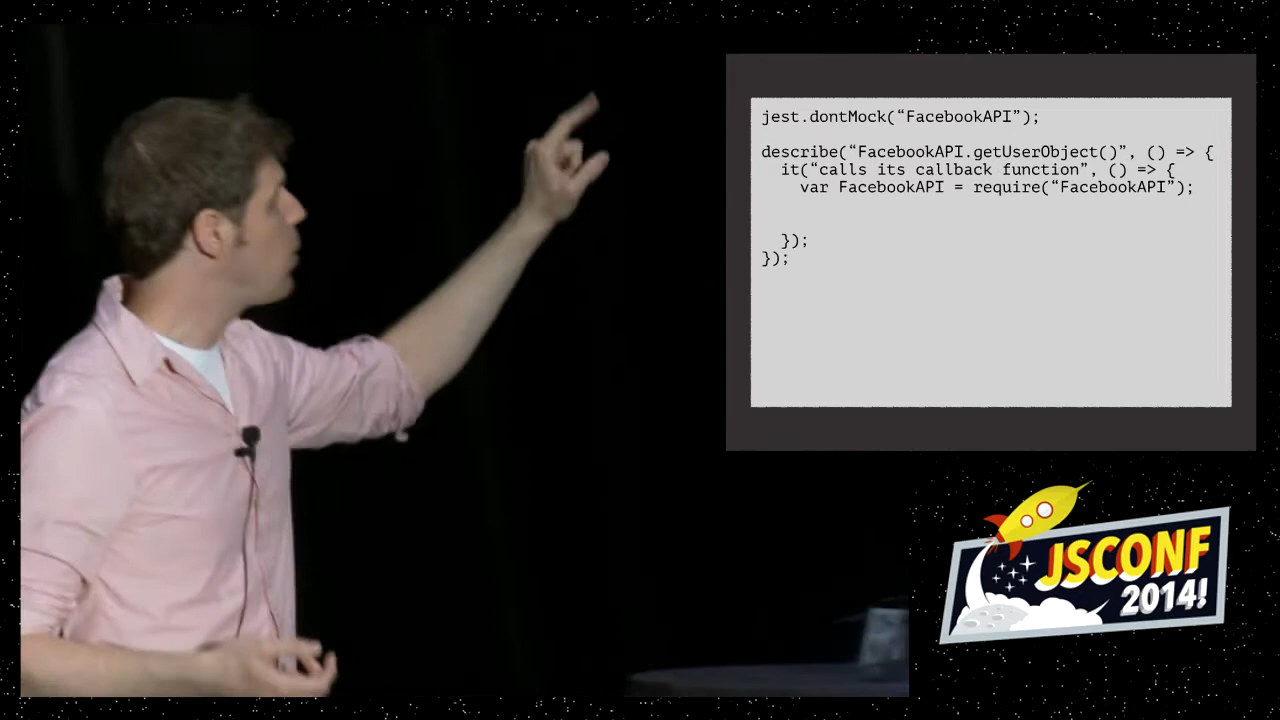 jest.dontMock(“FacebookAPI”);
describe(“FacebookAPI.getUserObject()”, () => {
  it(“calls its callback function”, () => {
    var FacebookAPI = require(“FacebookAPI”);
  });
});
JSCONF
2014!